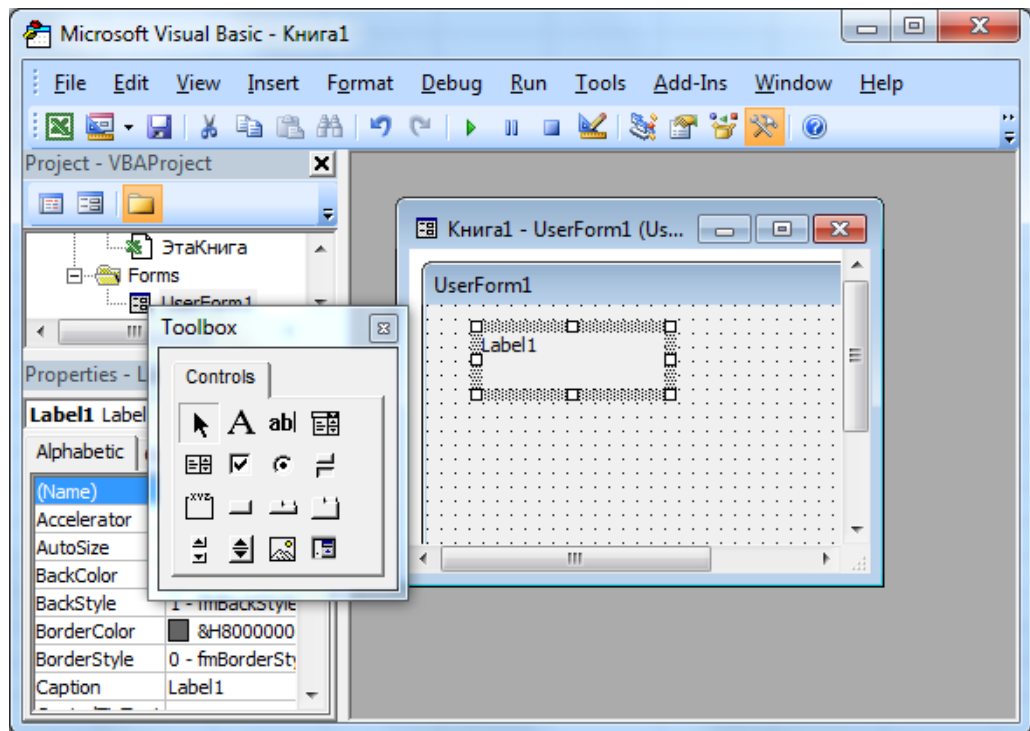 Microsoft Visual Basic - Книга1
File Edit View Insert Format Debug Run Tools Add-Ins Window Help
Project - VBAProject
ЭтаКнига
Forms
UserForm1
Toolbox
Controls
A ab|
XYZ
Properties - L
Label1 Label
Alphabetic
(Name)
Accelerator
AutoSize
BackColor
BackStyle 1 - fmBackStyle
BorderColor &H8000000
BorderStyle 0 - fmBorderSty
Caption Label1
Книга1 - UserForm1 (Us...
UserForm1
Label1